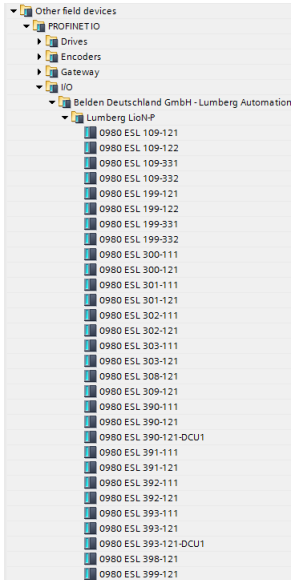 Other field devices
PROFINET IO
Drives
Encoders
Gateway
I/O
Belden Deutschland GmbH - Lumberg Automation
Lumberg LioN-P
0980 ESL 109-121
0980 ESL 109-122
0980 ESL 109-331
0980 ESL 109-332
0980 ESL 199-121
0980 ESL 199-122
0980 ESL 199-331
0980 ESL 199-332
0980 ESL 300-111
0980 ESL 300-121
0980 ESL 301-111
0980 ESL 301-121
0980 ESL 302-111
0980 ESL 302-121
0980 ESL 303-111
0980 ESL 303-121
0980 ESL 308-121
0980 ESL 309-121
0980 ESL 390-111
0980 ESL 390-121
0980 ESL 390-121-DCU1
0980 ESL 391-111
0980 ESL 391-121
0980 ESL 392-111
0980 ESL 392-121
0980 ESL 393-111
0980 ESL 393-121
0980 ESL 393-121-DCU1
0980 ESL 398-121
0980 ESL 399-121